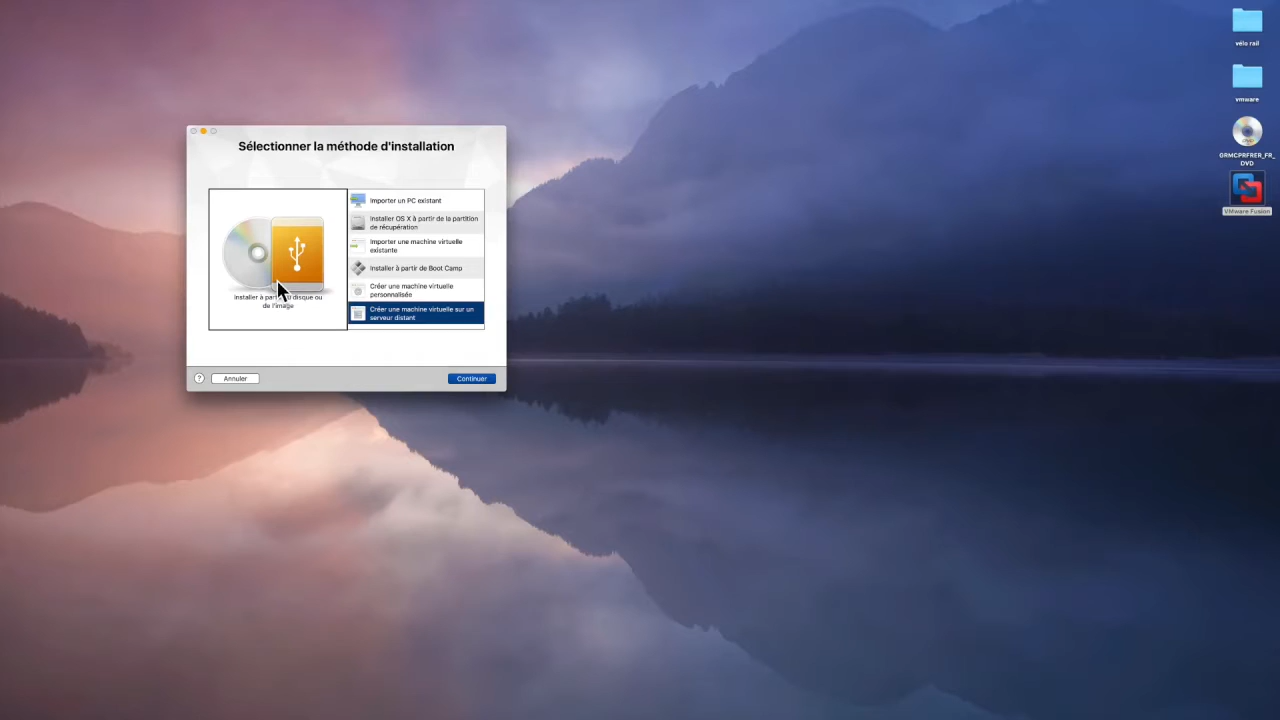 vélo rail
vmware
GRMCPRFRER_FR_
DVD
VMware Fusion
Sélectionner la méthode d'installation
Installer à par disque ou
de l'image
Importer un PC existant
Installer OS X à partir de la partition
de récupération
Importer une machine virtuelle
existante
Installer à partir de Boot Camp
Créer une machine virtuelle
personnalisée
Créer une machine virtuelle sur un
serveur distant
?
Annuler
Continuer